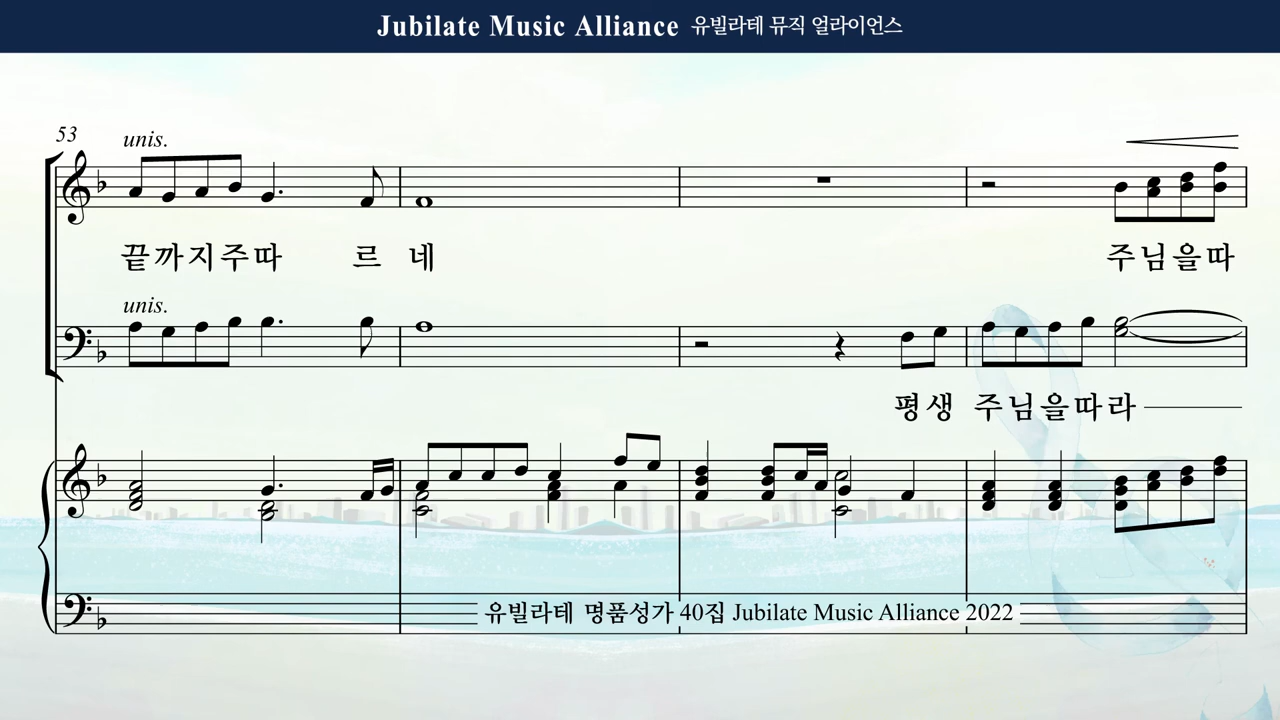 Jubilate Music Alliance 유빌라테 뮤직 얼라이언스
53
unis.
끝까지주따 르 네 주님을따
unis.
평생 주님을따라
유빌라테 명품성가 40집 Jubilate Music Alliance 2022